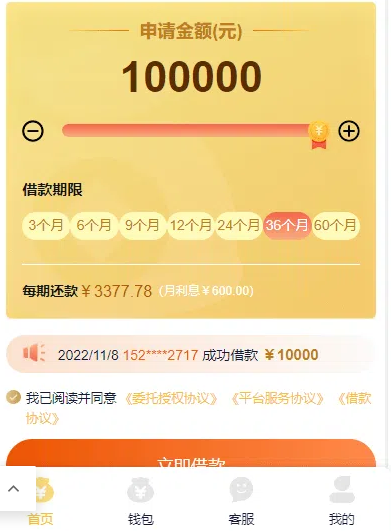 申请金额(元)
100000
借款期限
3个月 6个月 9个月 12个月 24个月 36个月 60个月
每期还款￥3377.78 (月利息￥600.00)
2022/11/8 152****2717 成功借款 ￥10000
我已阅读并同意《委托授权协议》《平台服务协议》《借款
协议》
立即借款
首页 钱包 客服 我的